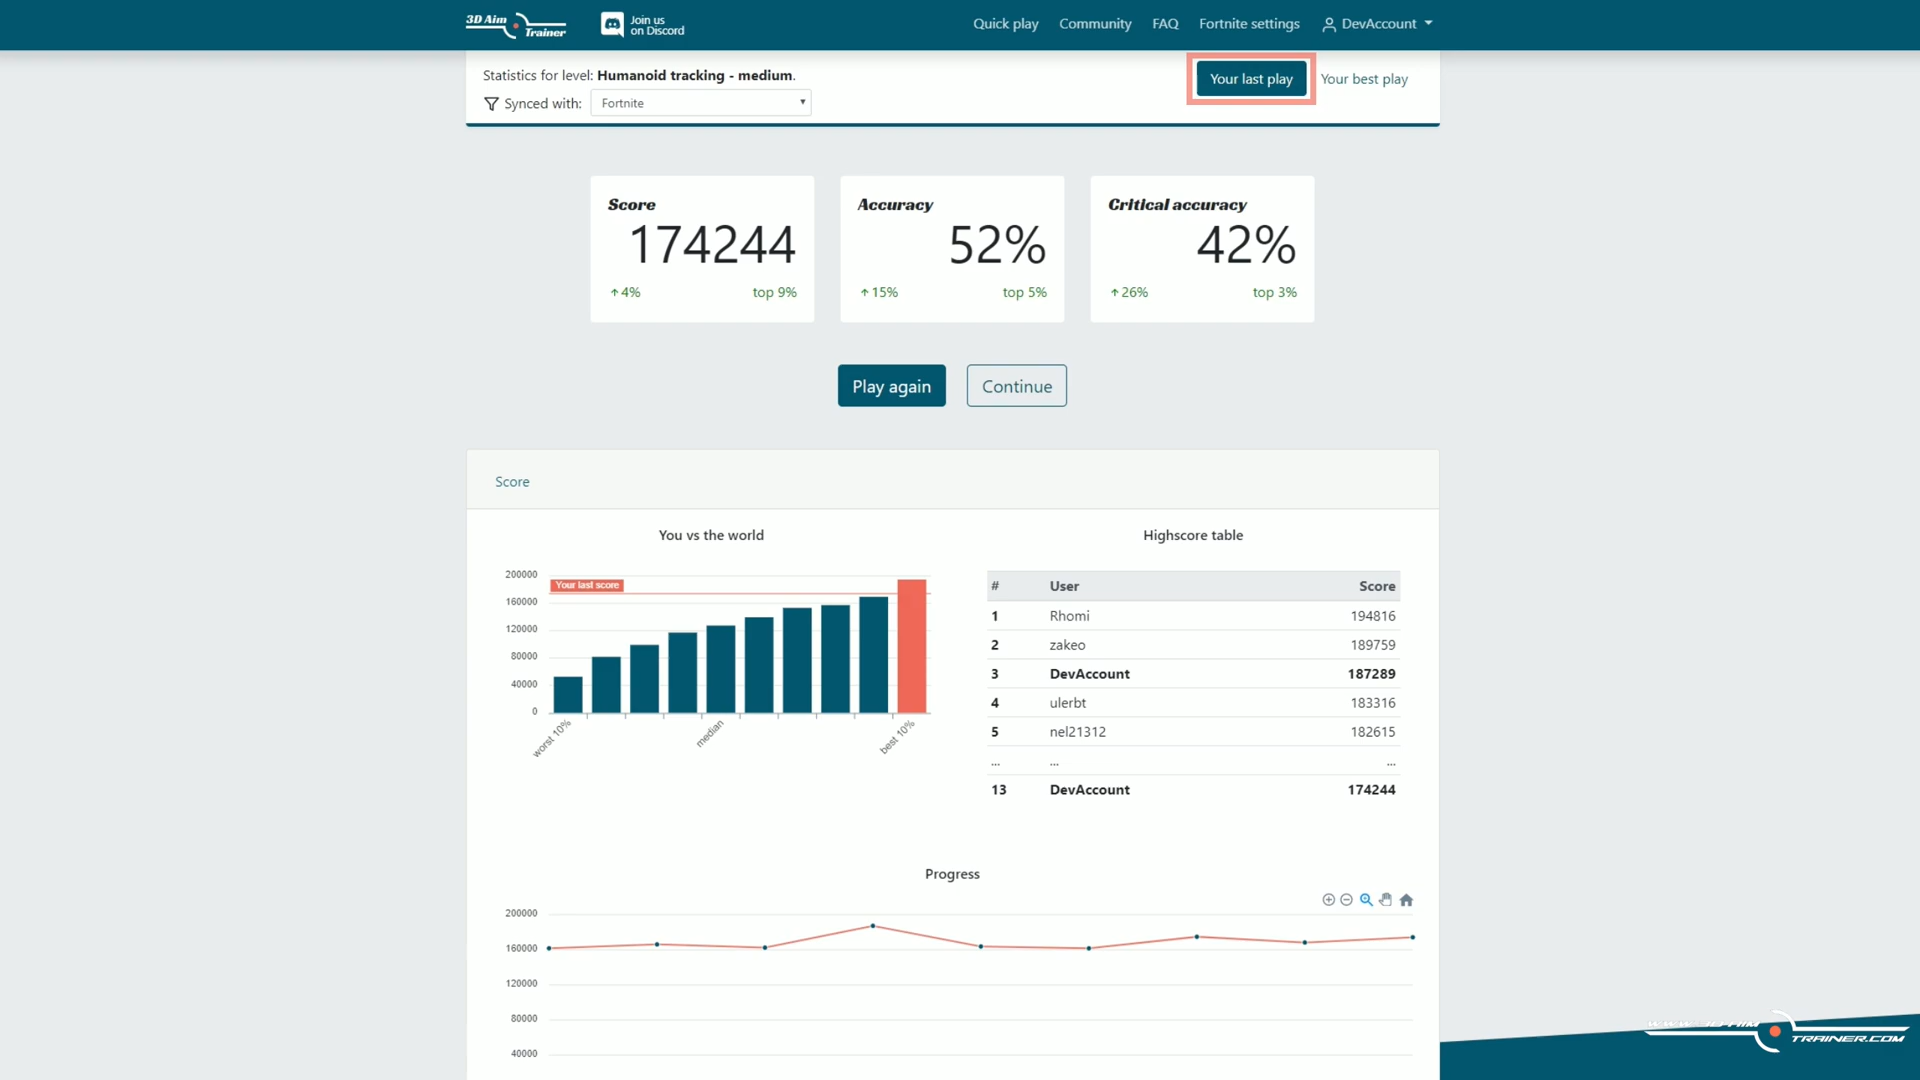 3D Aim
Trainer
Join us
on Discord
Quick play
Community
FAQ
Fortnite settings
DevAccount
Statistics for level: Humanoid tracking - medium.
Synced with:
Fortnite
Your last play
Your best play
Score
174244
4%
top 9%
Accuracy
52%
15%
top 5%
Critical accuracy
42%
26%
top 3%
Play again
Continue
Score
You vs the world
200000
160000
120000
80000
40000
0
Your last score
worst 10%
median
best 10%
Highscore table
# User Score
1 Rhomi 194816
2 zakeo 189759
3 DevAccount 187289
4 ulerbt 183316
5 nel21312 182615
... ... ...
13 DevAccount 174244
Progress
200000
160000
120000
80000
40000
www.3D Aim
TRAINER.COM